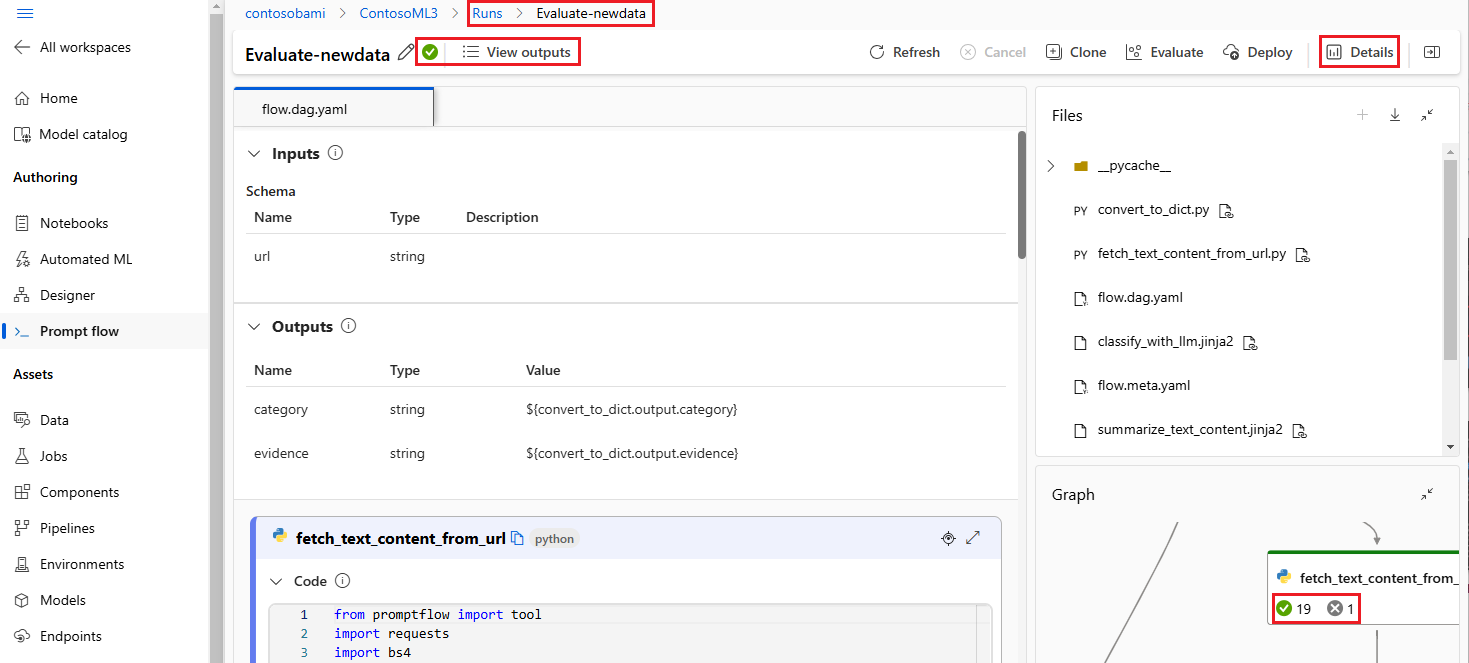 contosobami > ContosoML3 > Runs > Evaluate-newdata
All workspaces
Evaluate-newdata View outputs Refresh Cancel Clone Evaluate Deploy Details
Home
Model catalog
Authoring
Notebooks
Automated ML
Designer
Prompt flow
Assets
Data
Jobs
Components
Pipelines
Environments
Models
Endpoints
flow.dag.yaml
Inputs
Schema
Name Type Description
url string
Outputs
Name Type Value
category string ${convert_to_dict.output.category}
evidence string ${convert_to_dict.output.evidence}
fetch_text_content_from_url python
Code
1 from promptflow import tool
2 import requests
3 import bs4
Files
__pycache__
PY convert_to_dict.py
PY fetch_text_content_from_url.py
flow.dag.yaml
classify_with_llm.jinja2
flow.meta.yaml
summarize_text_content.jinja2
Graph
fetch_text_content_from_
19 1